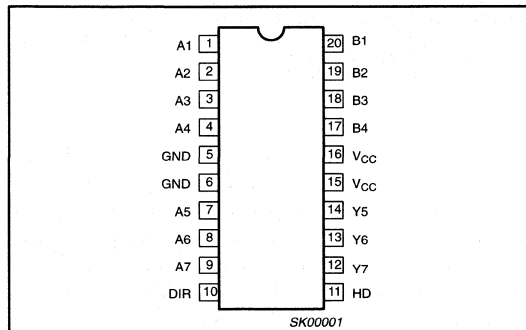 A1 1 20 B1
A2 2 19 B2
A3 3 18 B3
A4 4 17 B4
GND 5 16 VCC
GND 6 15 VCC
A5 7 14 Y5
A6 8 13 Y6
A7 9 12 Y7
DIR 10 11 HD
SK00001